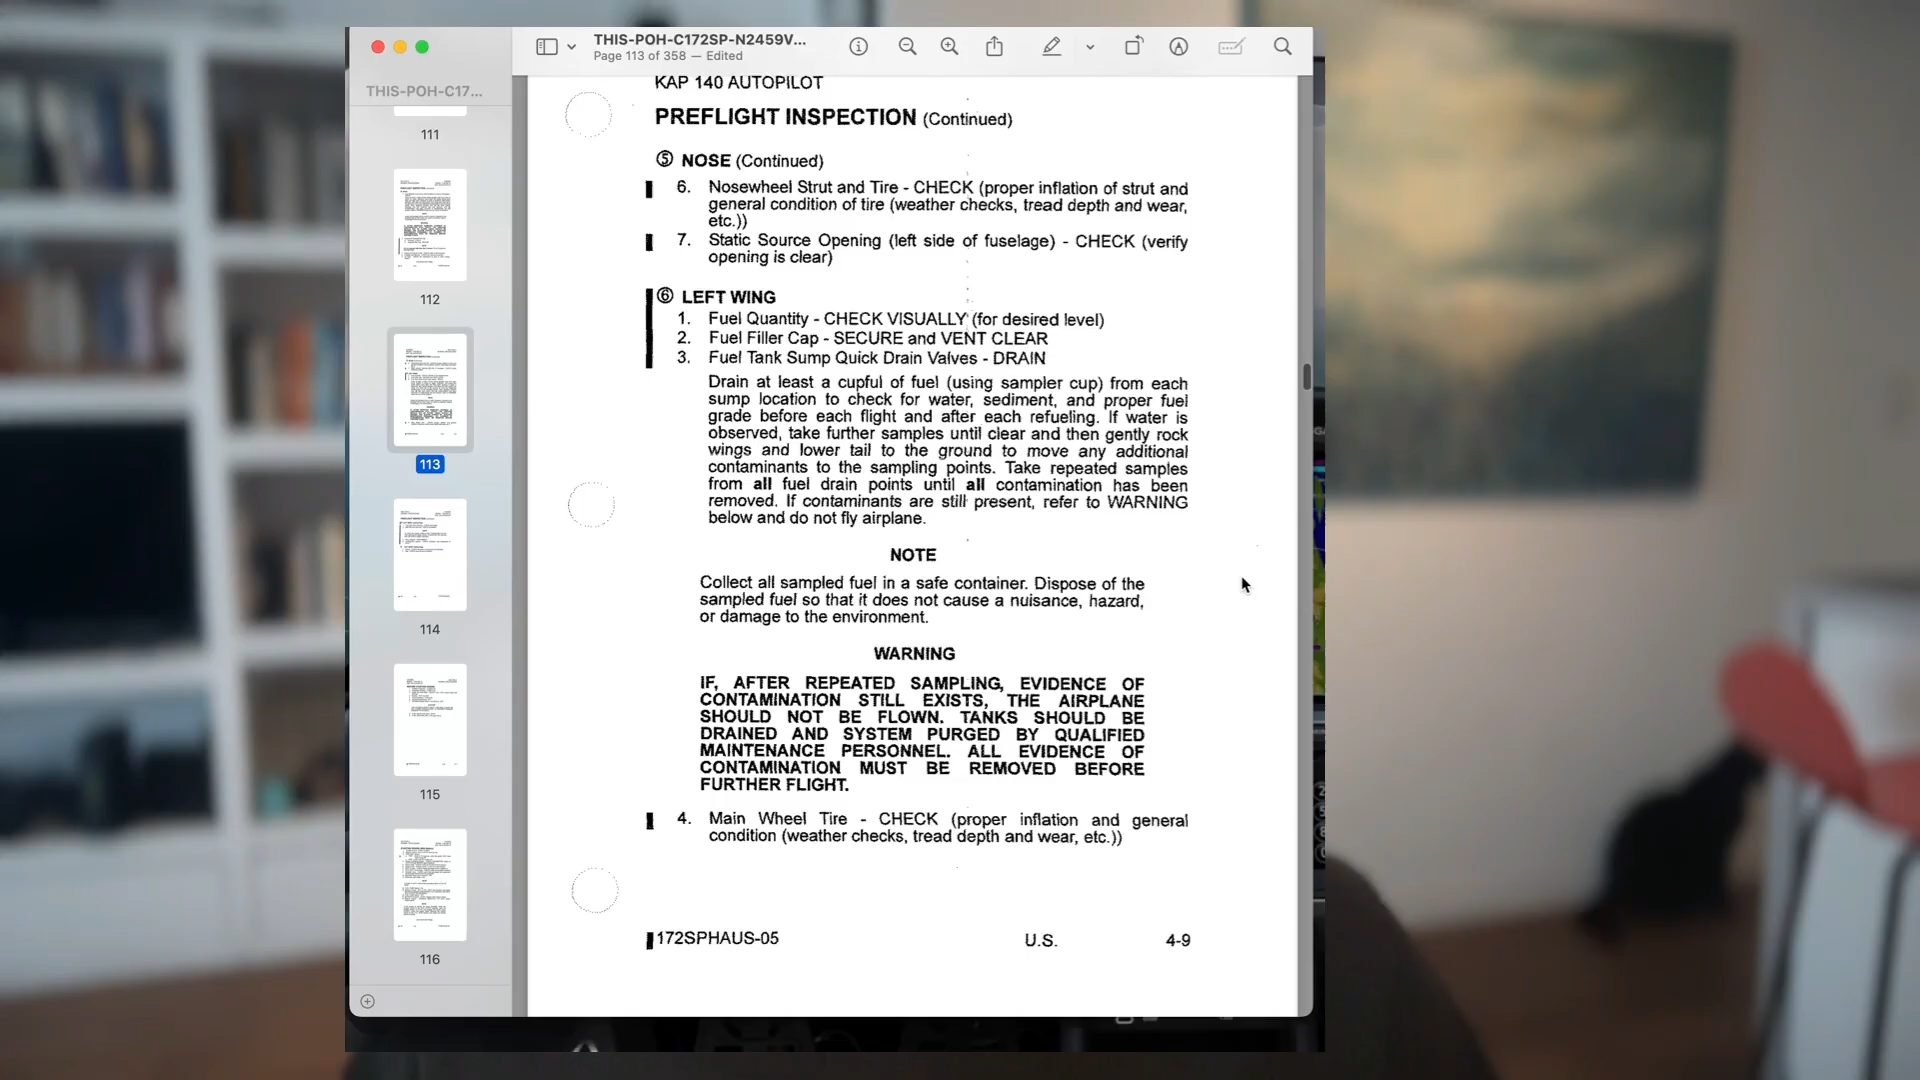 THIS-POH-C172SP-N2459V...
Page 113 of 358 — Edited
THIS-POH-C17...
111
112
113
114
115
116
KAP 140 AUTOPILOT
PREFLIGHT INSPECTION (Continued)
⑤ NOSE (Continued)
6. Nosewheel Strut and Tire - CHECK (proper inflation of strut and
general condition of tire (weather checks, tread depth and wear,
etc.))
7. Static Source Opening (left side of fuselage) - CHECK (verify
opening is clear)
⑥ LEFT WING
1. Fuel Quantity - CHECK VISUALLY (for desired level)
2. Fuel Filler Cap - SECURE and VENT CLEAR
3. Fuel Tank Sump Quick Drain Valves - DRAIN
Drain at least a cupful of fuel (using sampler cup) from each
sump location to check for water, sediment, and proper fuel
grade before each flight and after each refueling. If water is
observed, take further samples until clear and then gently rock
wings and lower tail to the ground to move any additional
contaminants to the sampling points. Take repeated samples
from all fuel drain points until all contamination has been
removed. If contaminants are still present, refer to WARNING
below and do not fly airplane.
NOTE
Collect all sampled fuel in a safe container. Dispose of the
sampled fuel so that it does not cause a nuisance, hazard,
or damage to the environment.
WARNING
IF, AFTER REPEATED SAMPLING, EVIDENCE OF
CONTAMINATION STILL EXISTS, THE AIRPLANE
SHOULD NOT BE FLOWN. TANKS SHOULD BE
DRAINED AND SYSTEM PURGED BY QUALIFIED
MAINTENANCE PERSONNEL. ALL EVIDENCE OF
CONTAMINATION MUST BE REMOVED BEFORE
FURTHER FLIGHT.
4. Main Wheel Tire - CHECK (proper inflation and general
condition (weather checks, tread depth and wear, etc.))
172SPHAUS-05 U.S. 4-9